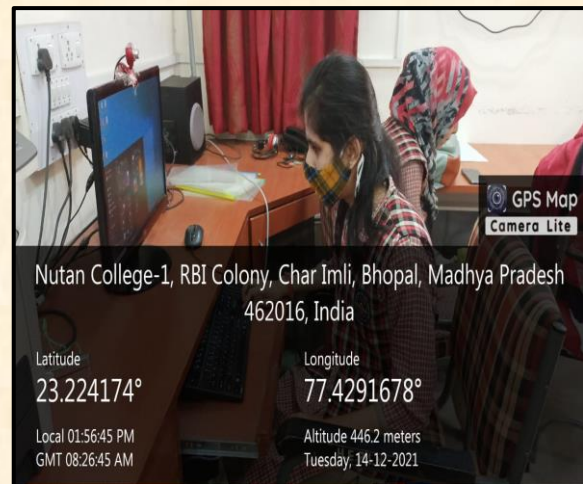 GPS Map
Camera Lite
Nutan College-1, RBI Colony, Char Imli, Bhopal, Madhya Pradesh
462016, India
Latitude
23.224174°
Longitude
77.4291678°
Local 01:56:45 PM
GMT 08:26:45 AM
Altitude 446.2 meters
Tuesday, 14-12-2021